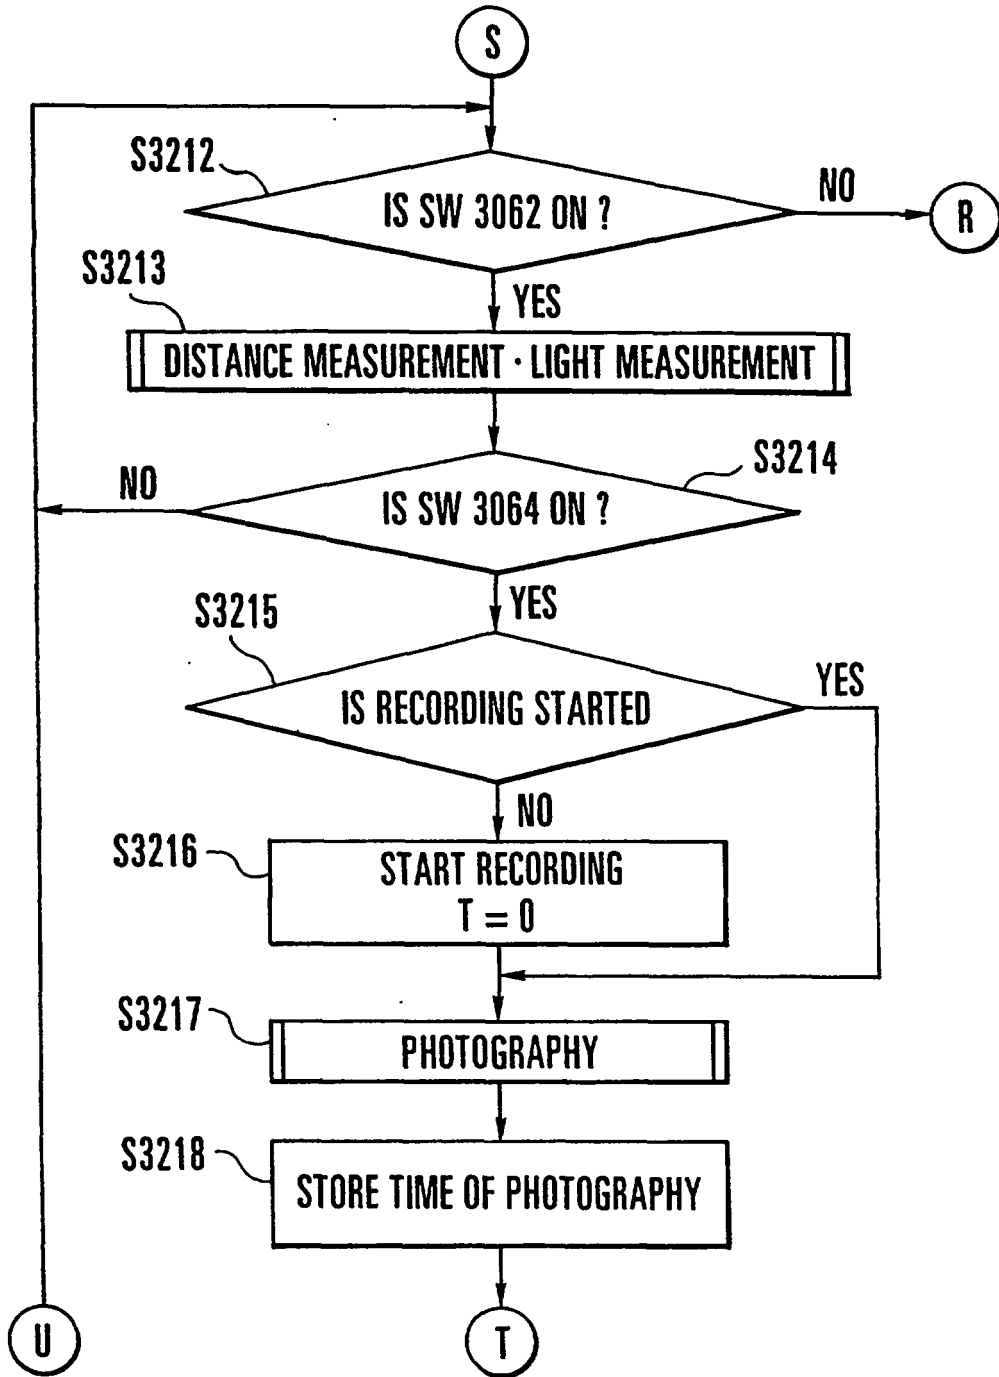 S
S3212
IS SW 3062 ON ?
NO
R
S3213
YES
DISTANCE MEASUREMENT · LIGHT MEASUREMENT
S3214
NO
IS SW 3064 ON ?
YES
S3215
YES
IS RECORDING STARTED
NO
S3216
START RECORDING
T = 0
S3217
PHOTOGRAPHY
S3218
STORE TIME OF PHOTOGRAPHY
U
T